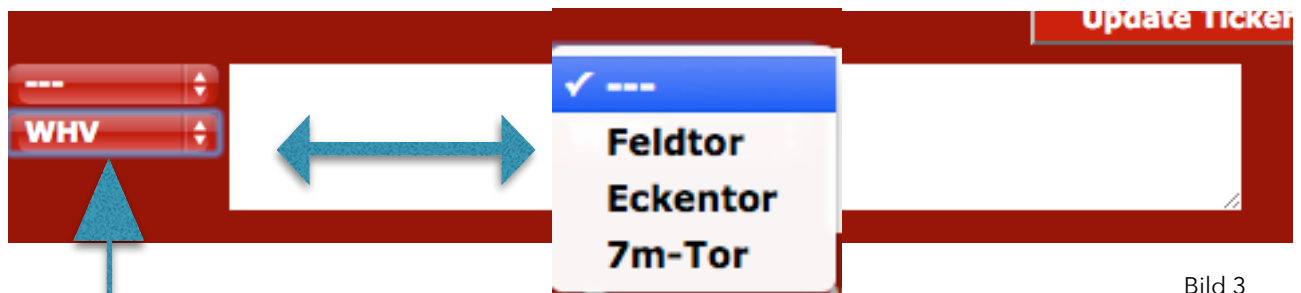 Update Ticker
---
WHV
✓ ---
Feldtor
Eckentor
7m-Tor
Bild 3